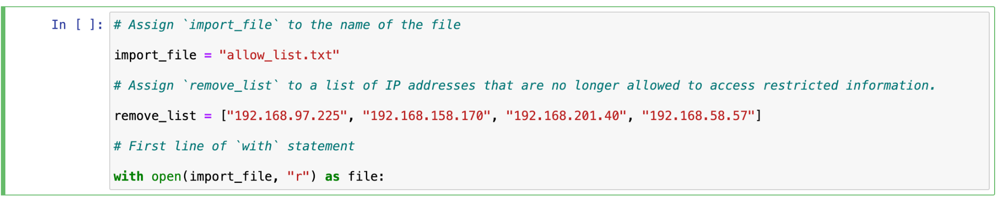 In [ ]: # Assign `import_file` to the name of the file
import_file = "allow_list.txt"
# Assign `remove_list` to a list of IP addresses that are no longer allowed to access restricted information.
remove_list = ["192.168.97.225", "192.168.158.170", "192.168.201.40", "192.168.58.57"]
# First line of `with` statement
with open(import_file, "r") as file: